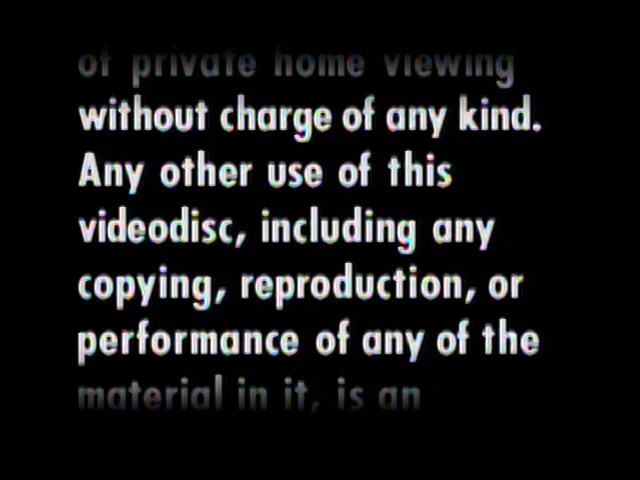 of private home viewing
without charge of any kind.
Any other use of this
videodisc, including any
copying, reproduction, or
performance of any of the
material in it, is an